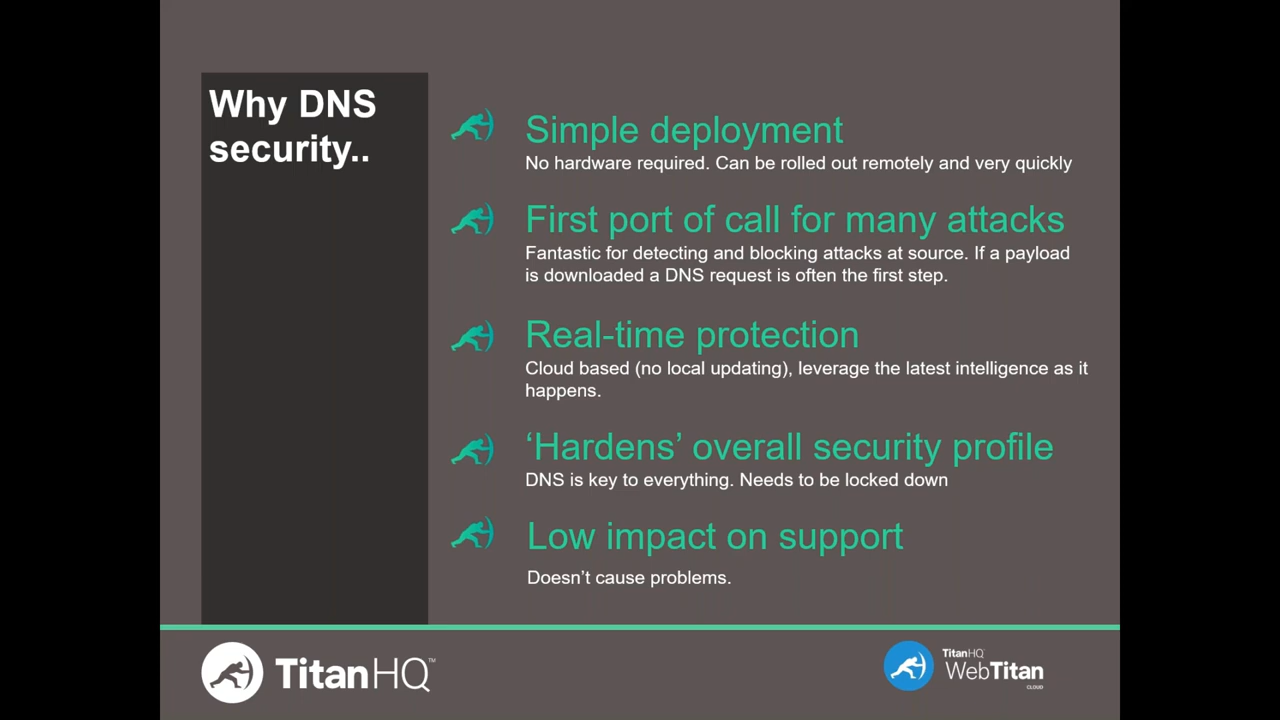 Why DNS
security..
Simple deployment
No hardware required. Can be rolled out remotely and very quickly
First port of call for many attacks
Fantastic for detecting and blocking attacks at source. If a payload
is downloaded a DNS request is often the first step.
Real-time protection
Cloud based (no local updating), leverage the latest intelligence as it
happens.
‘Hardens’ overall security profile
DNS is key to everything. Needs to be locked down
Low impact on support
Doesn’t cause problems.
TitanHQ™
TitanHQ™
WebTitan
CLOUD